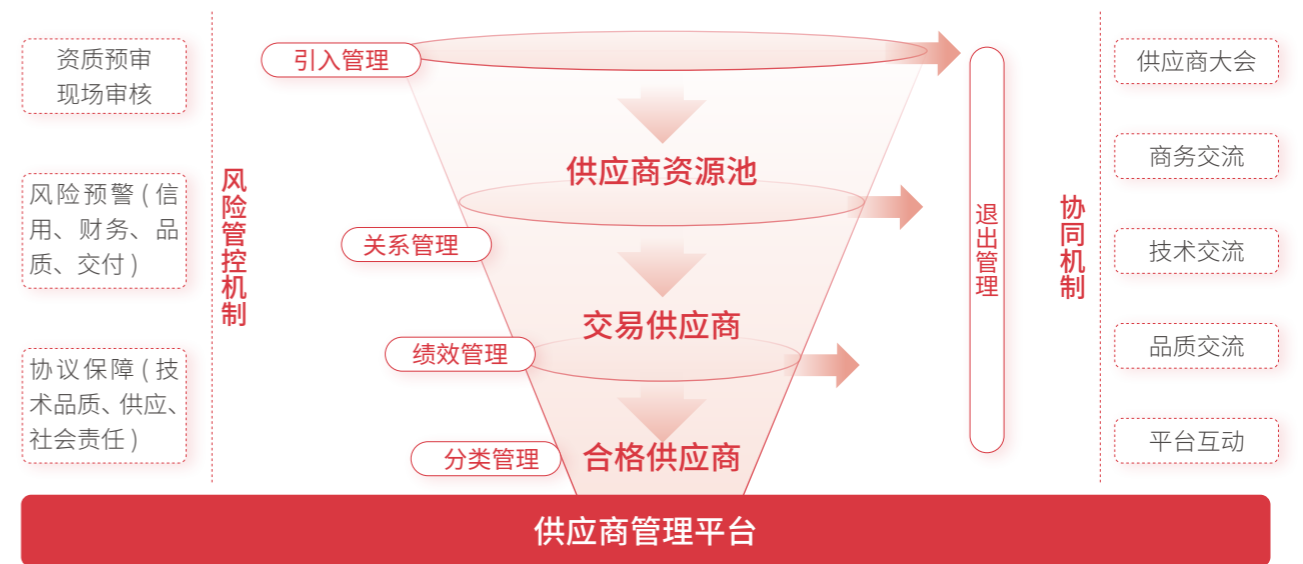 资质预审
现场审核
风险预警(信
用、财务、品
质、交付)
协议保障(技
术品质、供应、
社会责任)
风险管控机制
引入管理
供应商资源池
关系管理
交易供应商
绩效管理
分类管理
合格供应商
退出管理
协同机制
供应商大会
商务交流
技术交流
品质交流
平台互动
供应商管理平台